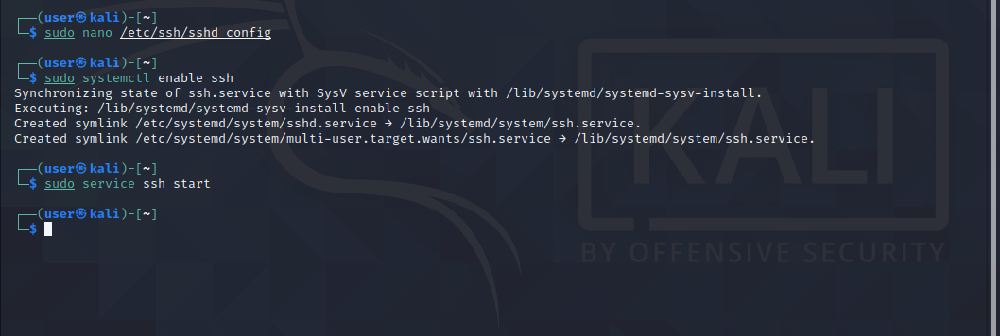 ┌──(user㉿kali)-[~]
└─$ sudo nano /etc/ssh/sshd_config
┌──(user㉿kali)-[~]
└─$ sudo systemctl enable ssh
Synchronizing state of ssh.service with SysV service script with /lib/systemd/systemd-sysv-install.
Executing: /lib/systemd/systemd-sysv-install enable ssh
Created symlink /etc/systemd/system/sshd.service → /lib/systemd/system/ssh.service.
Created symlink /etc/systemd/system/multi-user.target.wants/ssh.service → /lib/systemd/system/ssh.service.
┌──(user㉿kali)-[~]
└─$ sudo service ssh start
┌──(user㉿kali)-[~]
└─$
KALI
BY OFFENSIVE SECURITY